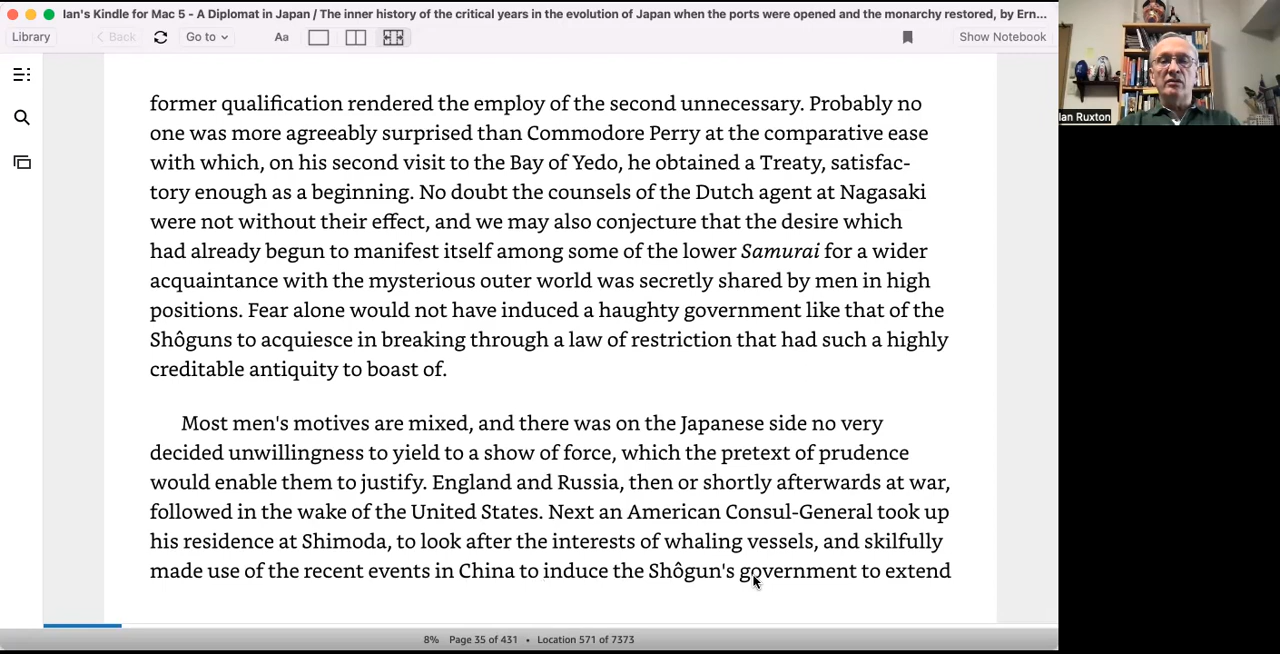 Ian's Kindle for Mac 5 - A Diplomat in Japan / The inner history of the critical years in the evolution of Japan when the ports were opened and the monarchy restored, by Ern...
Library
Back
Go to
Aa
Show Notebook
former qualification rendered the employ of the second unnecessary. Probably no
one was more agreeably surprised than Commodore Perry at the comparative ease
with which, on his second visit to the Bay of Yedo, he obtained a Treaty, satisfac-
tory enough as a beginning. No doubt the counsels of the Dutch agent at Nagasaki
were not without their effect, and we may also conjecture that the desire which
had already begun to manifest itself among some of the lower Samurai for a wider
acquaintance with the mysterious outer world was secretly shared by men in high
positions. Fear alone would not have induced a haughty government like that of the
Shôguns to acquiesce in breaking through a law of restriction that had such a highly
creditable antiquity to boast of.
Most men's motives are mixed, and there was on the Japanese side no very
decided unwillingness to yield to a show of force, which the pretext of prudence
would enable them to justify. England and Russia, then or shortly afterwards at war,
followed in the wake of the United States. Next an American Consul-General took up
his residence at Shimoda, to look after the interests of whaling vessels, and skilfully
made use of the recent events in China to induce the Shôgun's government to extend
8% Page 35 of 431 • Location 571 of 7373
Ian Ruxton